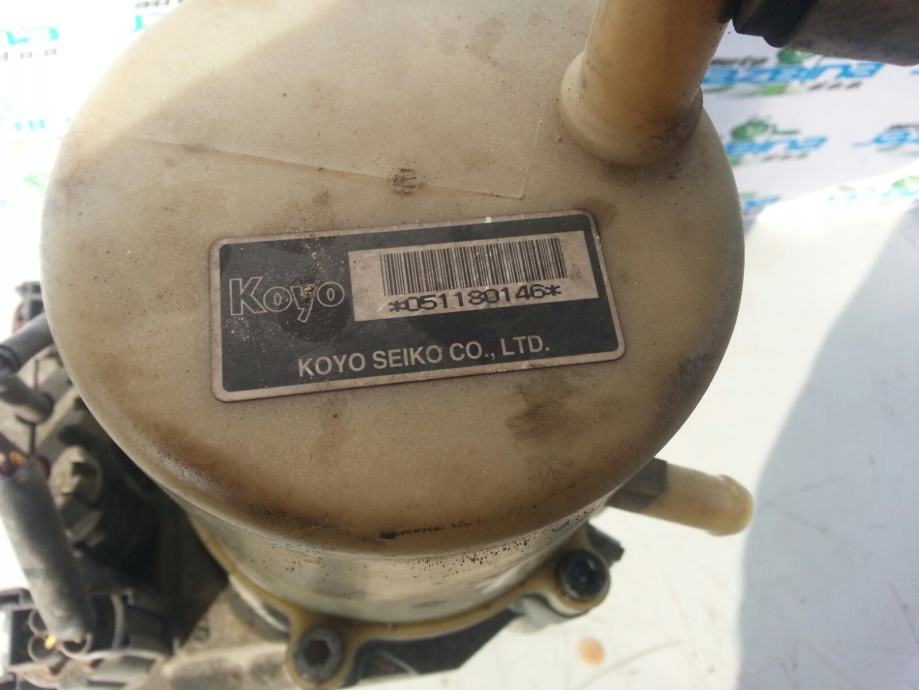 Koyo
*051180146*
KOYO SEIKO CO., LTD.